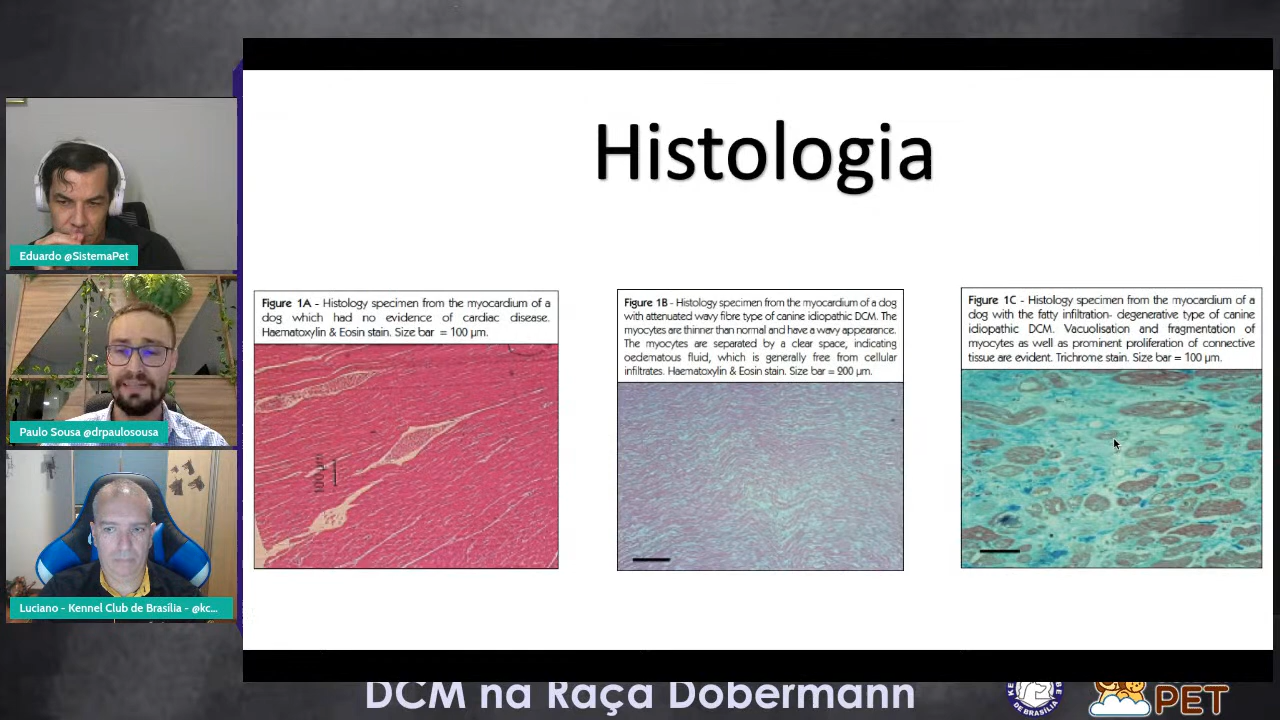 Histologia
Eduardo @SistemaPet
Paulo Sousa @drpaulosousa
Luciano - Kennel Club de Brasilia - @kc...
Figure 1A - Histology specimen from the myocardium of a
dog which had no evidence of cardiac disease.
Haematoxylin & Eosin stain. Size bar = 100 µm.
100µm
Figure 1B - Histology specimen from the myocardium of a dog
with attenuated wavy fibre type of canine idiopathic DCM. The
myocytes are thinner than normal and have a wavy appearance.
The myocytes are separated by a clear space, indicating
oedematous fluid, which is generally free from cellular
infiltrates. Haematoxylin & Eosin stain. Size bar = 200 µm.
Figure 1C - Histology specimen from the myocardium of a
dog with the fatty infiltration- degenerative type of canine
idiopathic DCM. Vacuolisation and fragmentation of
myocytes as well as prominent proliferation of connective
tissue are evident. Trichrome stain. Size bar = 100 µm.
DCM na Raça Dobermann
DE BRASILIA
PET